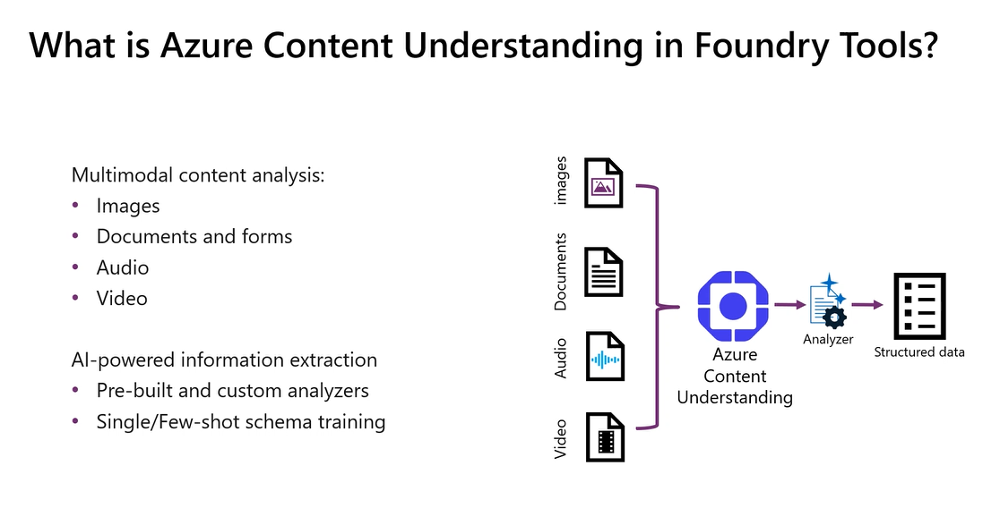 What is Azure Content Understanding in Foundry Tools?
Multimodal content analysis:
• Images
• Documents and forms
• Audio
• Video
AI-powered information extraction
• Pre-built and custom analyzers
• Single/Few-shot schema training
images
Documents
Audio
Video
Azure
Content
Understanding
Analyzer
Structured data